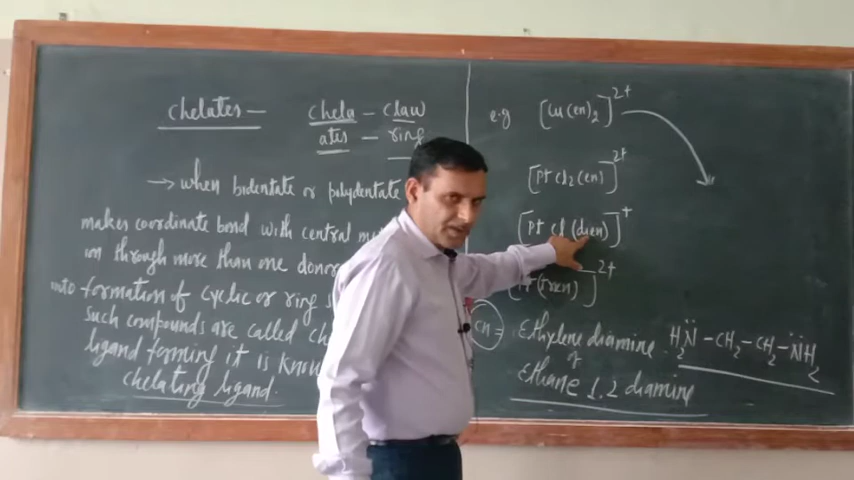 chelates - chela - claw
ates - ring
→ when bidentate or polydentate
makes coordinate bond with central
on through more than one donor
into formation of cyclic or ring
such compounds are called
ligand forming it is know
chelating ligand.
e.g [Cu(en)2]2+
[Pt Cl2 (en)]2+
[Pt Cl (dien)]+
(trien)]2+
en = Ethylene diamine. H2N̈ - CH2 - CH2 - N̈H2
or
Ethane 1,2 diamine